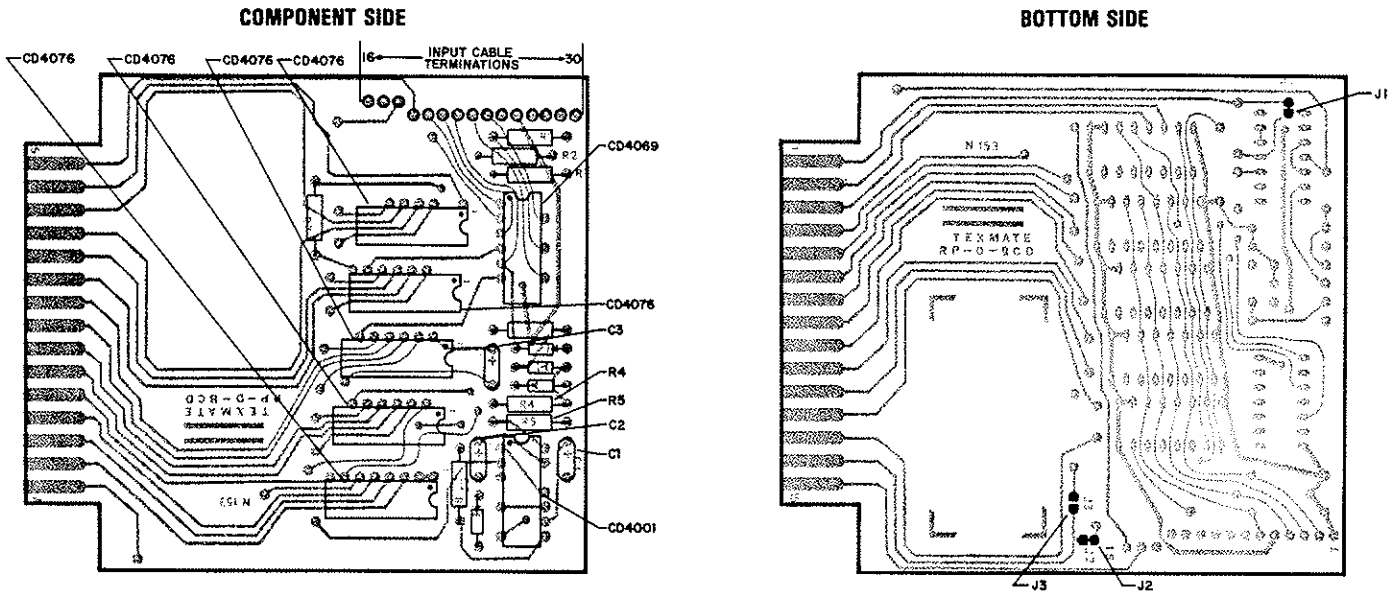 COMPONENT SIDE
CD4076 CD4076 CD4076 CD4076
16 INPUT CABLE TERMINATIONS 30
CD4069
R2
CD4076
C3
R4
R4
R5
R5
C2
C1
CD4001
TEXMATE
RP-D-BCD
N 153
BOTTOM SIDE
J1
N 153
TEXMATE
RP-D-BCD
J3
J3
J2